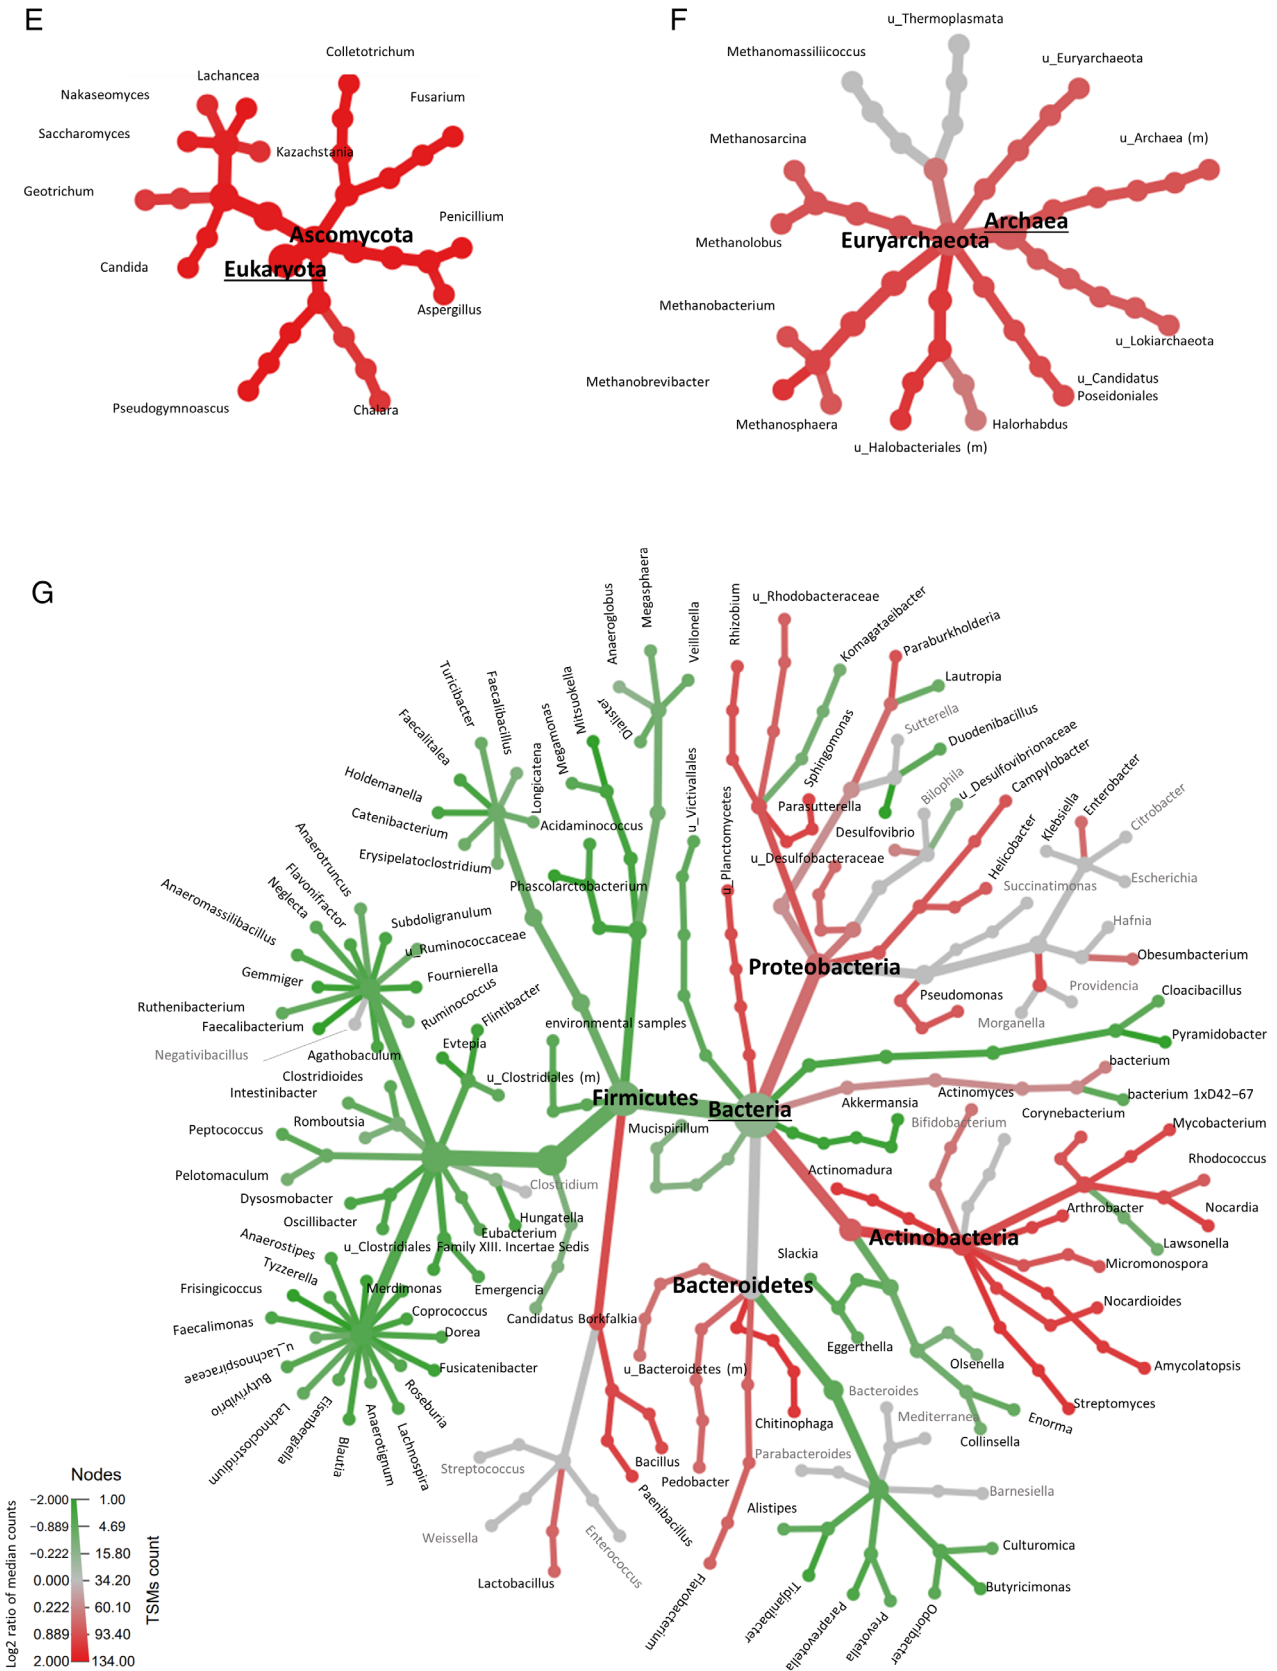 E
Colletotrichum
Lachancea
Nakaseomyces
Fusarium
Saccharomyces
Kazachstania
Geotrichum
Penicillium
Ascomycota
Candida
Eukaryota
Aspergillus
Pseudogymnoascus
Chalara
F
u_Thermoplasmata
Methanomassiliicoccus
u_Euryarchaeota
Methanosarcina
u_Archaea (m)
Archaea
Methanolobus
Euryarchaeota
Methanobacterium
u_Lokiarchaeota
Methanobrevibacter
u_Candidatus
Poseidoniales
Methanosphaera
Halorhabdus
u_Halobacteriales (m)
G
Megasphaera
Anaeroglobus
Veillonella
Rhizobium
u_Rhodobacteraceae
Komagataeibacter
Paraburkholderia
Lautropia
Sutterella
Duodenibacillus
Turicibacter
Faecalibacillus
Mitsuokella
Dialister
Megamonas
Longicatena
Faecalitalea
Sphingomonas
Bilophila
u_Desulfovibrionaceae
Campylobacter
Enterobacter
Klebsiella
Citrobacter
Holdemanella
Catenibacterium
Acidaminococcus
u_Victivallales
u_Planctomycetes
Parasutterella
Desulfovibrio
Helicobacter
Erysipelatoclostridium
Phascolarctobacterium
u_Desulfobacteraceae
Succinatimonas
Escherichia
Anaerotruncus
Flavonifractor
Neglecta
Anaeromassilibacillus
Subdoligranulum
u_Ruminococcaceae
Hafnia
Obesumbacterium
Gemmiger
Fournierella
Ruminococcus
Flintibacter
Proteobacteria
Providencia
Ruthenibacterium
Faecalibacterium
Pseudomonas
Morganella
Cloacibacillus
Pyramidobacter
Negativibacillus
Agathobaculum
Evtepia
environmental samples
Clostridioides
u_Clostridiales (m)
bacterium
Intestinibacter
Firmicutes
Bacteria
Akkermansia
Actinomyces
bacterium 1xD42−67
Romboutsia
Mucispirillum
Bifidobacterium
Corynebacterium
Mycobacterium
Peptococcus
Actinomadura
Rhodococcus
Pelotomaculum
Clostridium
Dysosmobacter
Hungatella
Arthrobacter
Nocardia
Oscillibacter
Eubacterium
Actinobacteria
Lawsonella
Anaerostipes
u_Clostridiales Family XIII. Incertae Sedis
Slackia
Micromonospora
Tyzzerella
Frisingicoccus
Merdimonas
Emergencia
Bacteroidetes
Nocardioides
Faecalimonas
Coprococcus
Candidatus Borkfalkia
Dorea
Eggerthella
Olsenella
u_Lachnospiraceae
Fusicatenibacter
u_Bacteroidetes (m)
Amycolatopsis
Butyrivibrio
Roseburia
Bacteroides
Streptomyces
Lachnoclostridium
Eisenbergiella
Blautia
Anaerotignum
Lachnospira
Mediterranea
Enorma
Chitinophaga
Collinsella
Streptococcus
Bacillus
Pedobacter
Parabacteroides
Barnesiella
Paenibacillus
Alistipes
Weissella
Enterococcus
Culturomica
Lactobacillus
Flavobacterium
Tidjanibacter
Paraprevotella
Prevotella
Odoribacter
Butyricimonas
Nodes
−2.000 1.00
−0.889 4.69
−0.222 15.80
0.000 34.20
0.222 60.10
0.889 93.40
2.000 134.00
Log2 ratio of median counts
TSMs count